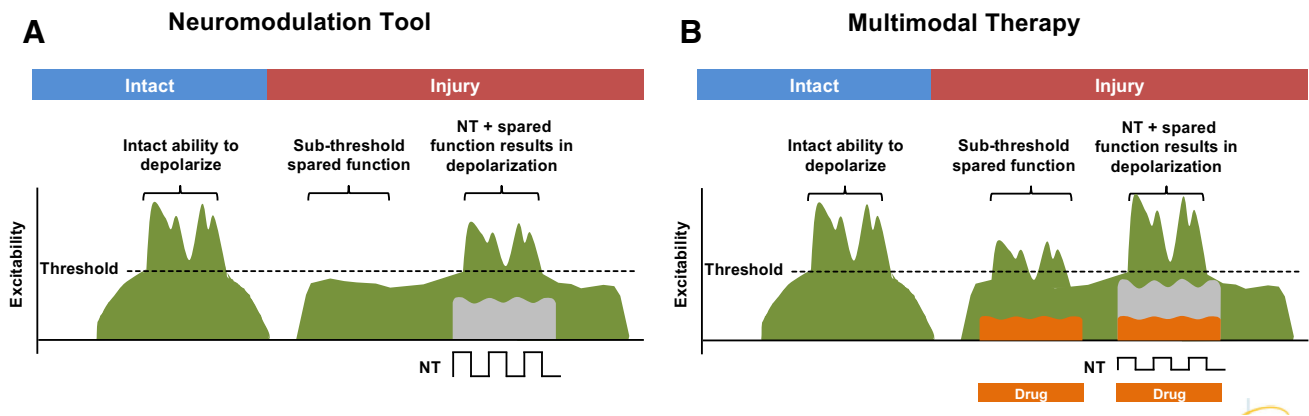 A
Neuromodulation Tool
Intact
Injury
Intact ability to
depolarize
Sub-threshold
spared function
NT + spared
function results in
depolarization
Excitability
Threshold
NT
B
Multimodal Therapy
Intact
Injury
Intact ability to
depolarize
Sub-threshold
spared function
NT + spared
function results in
depolarization
Excitability
Threshold
NT
Drug
Drug